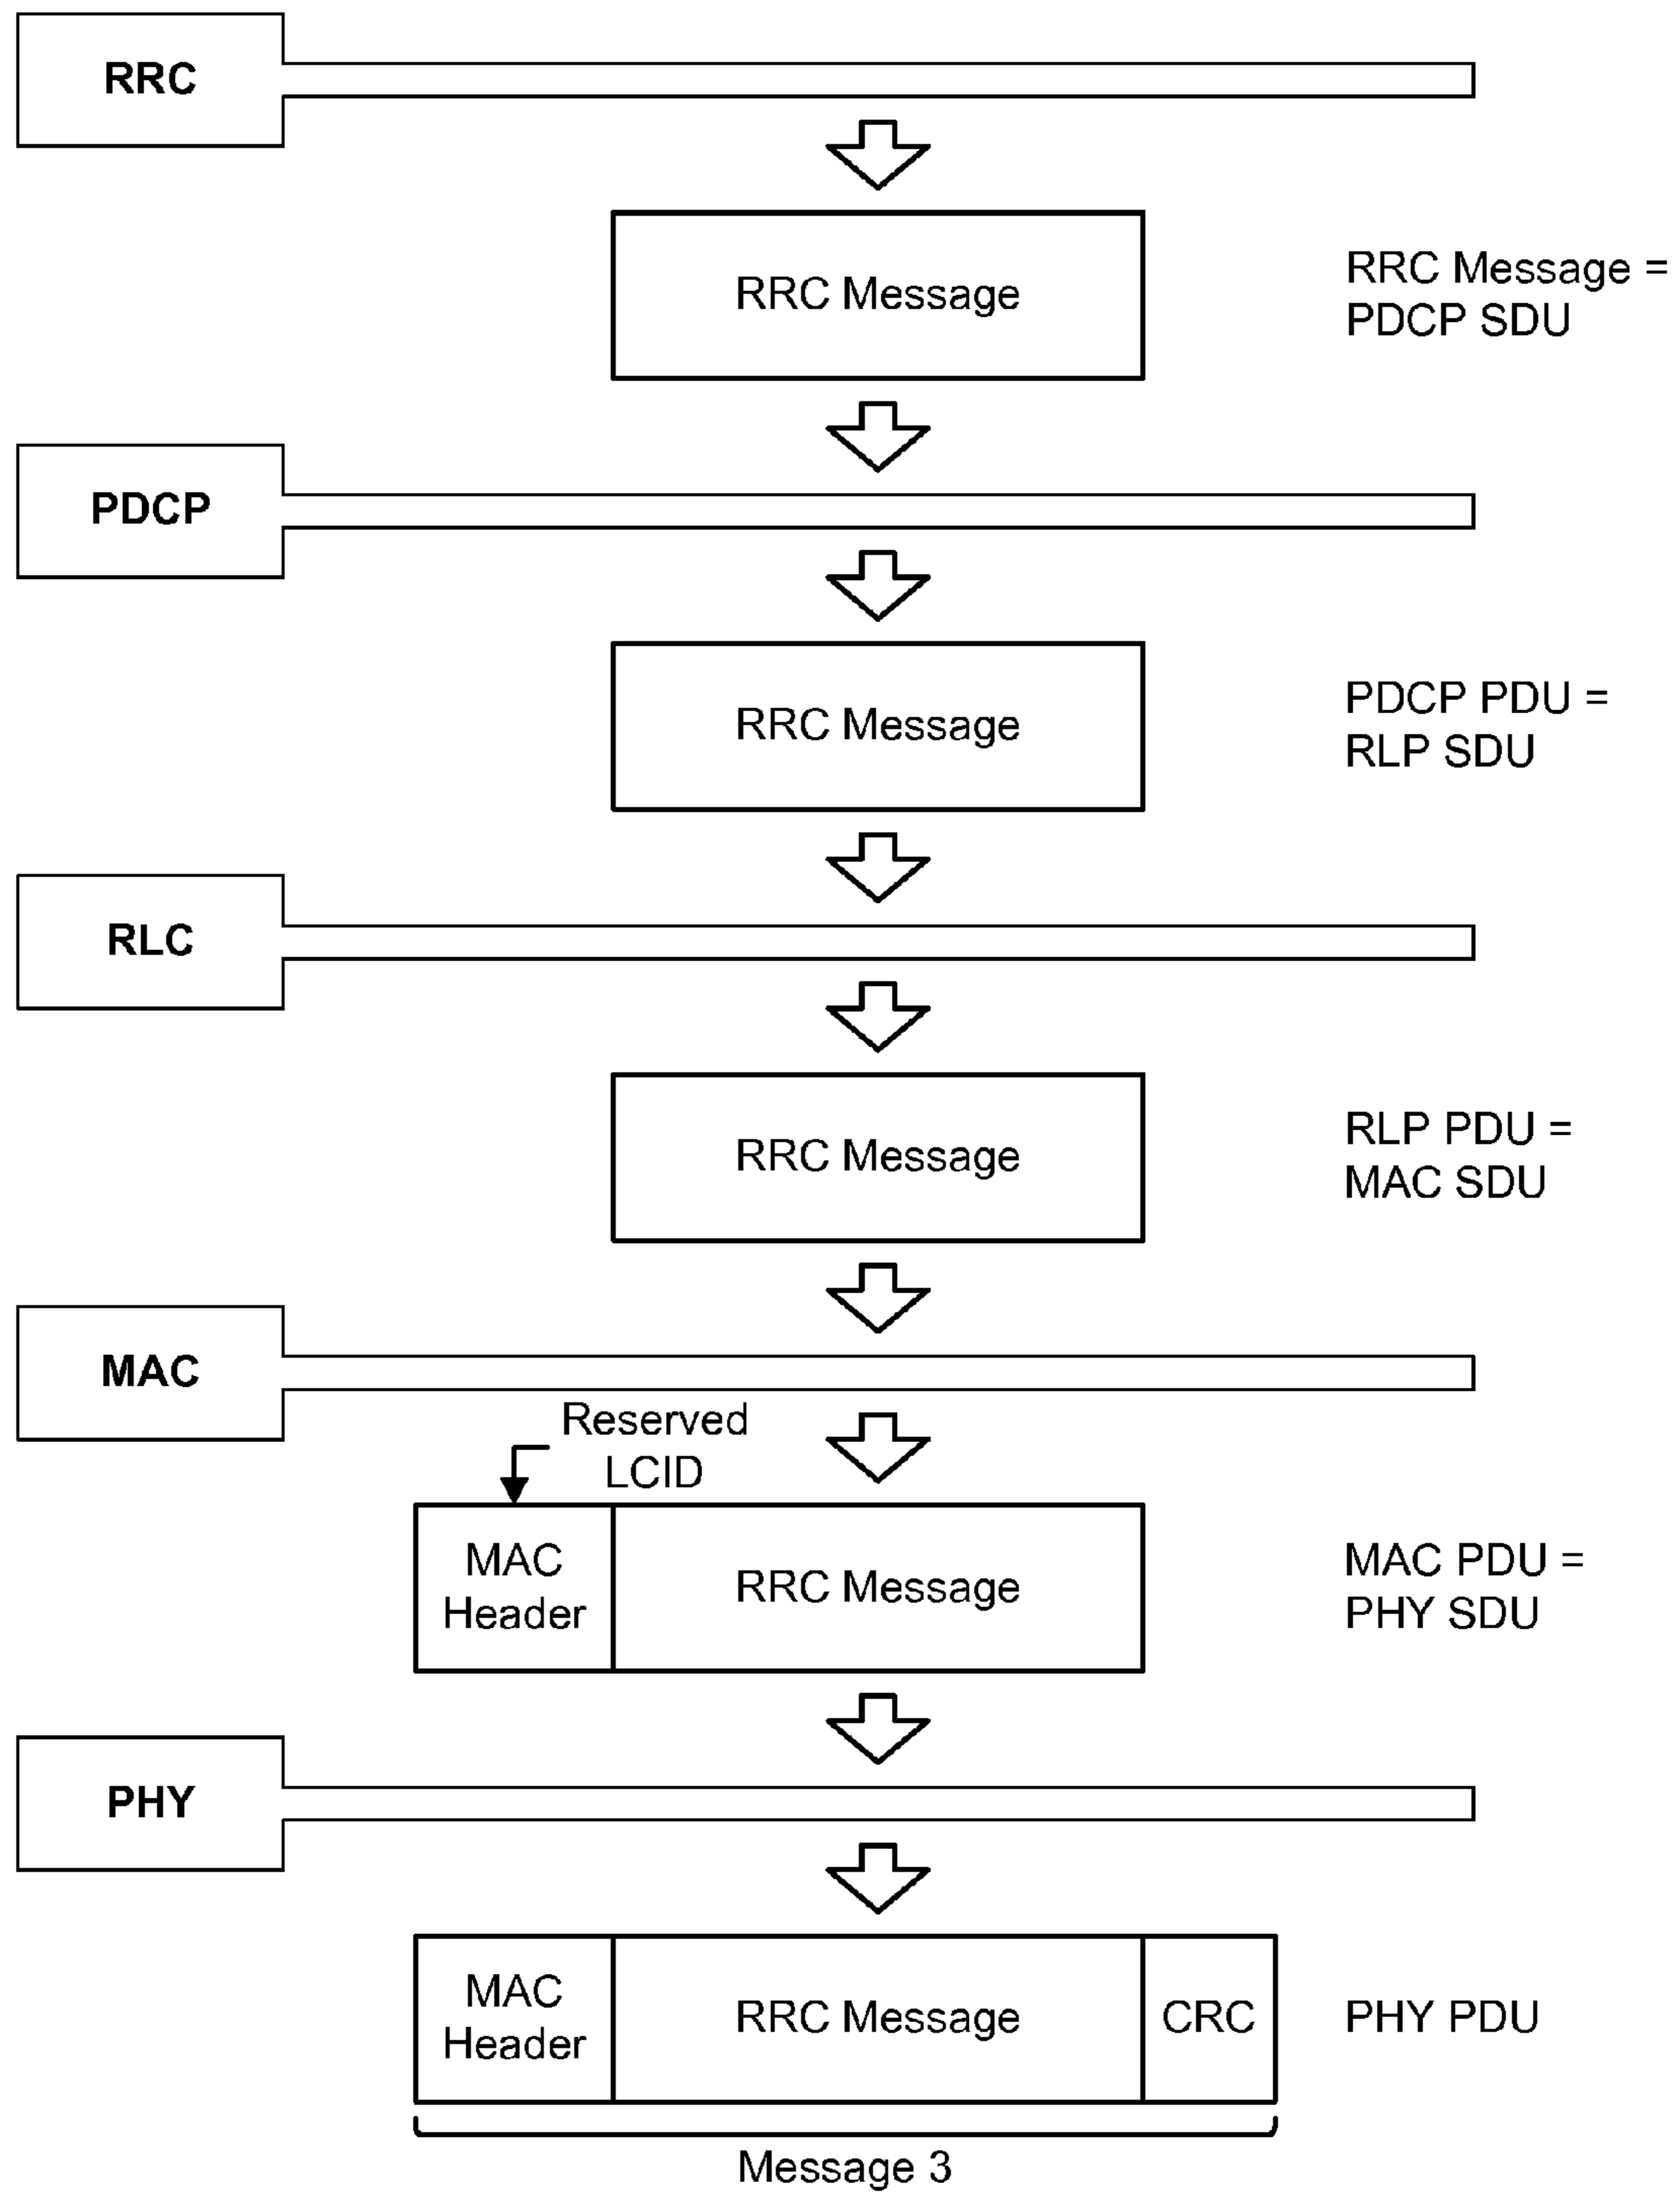 RRC
RRC Message
RRC Message =
PDCP SDU
PDCP
RRC Message
PDCP PDU =
RLP SDU
RLC
RRC Message
RLP PDU =
MAC SDU
MAC
Reserved
LCID
MAC
Header
RRC Message
MAC PDU =
PHY SDU
PHY
MAC
Header
RRC Message
CRC
PHY PDU
Message 3